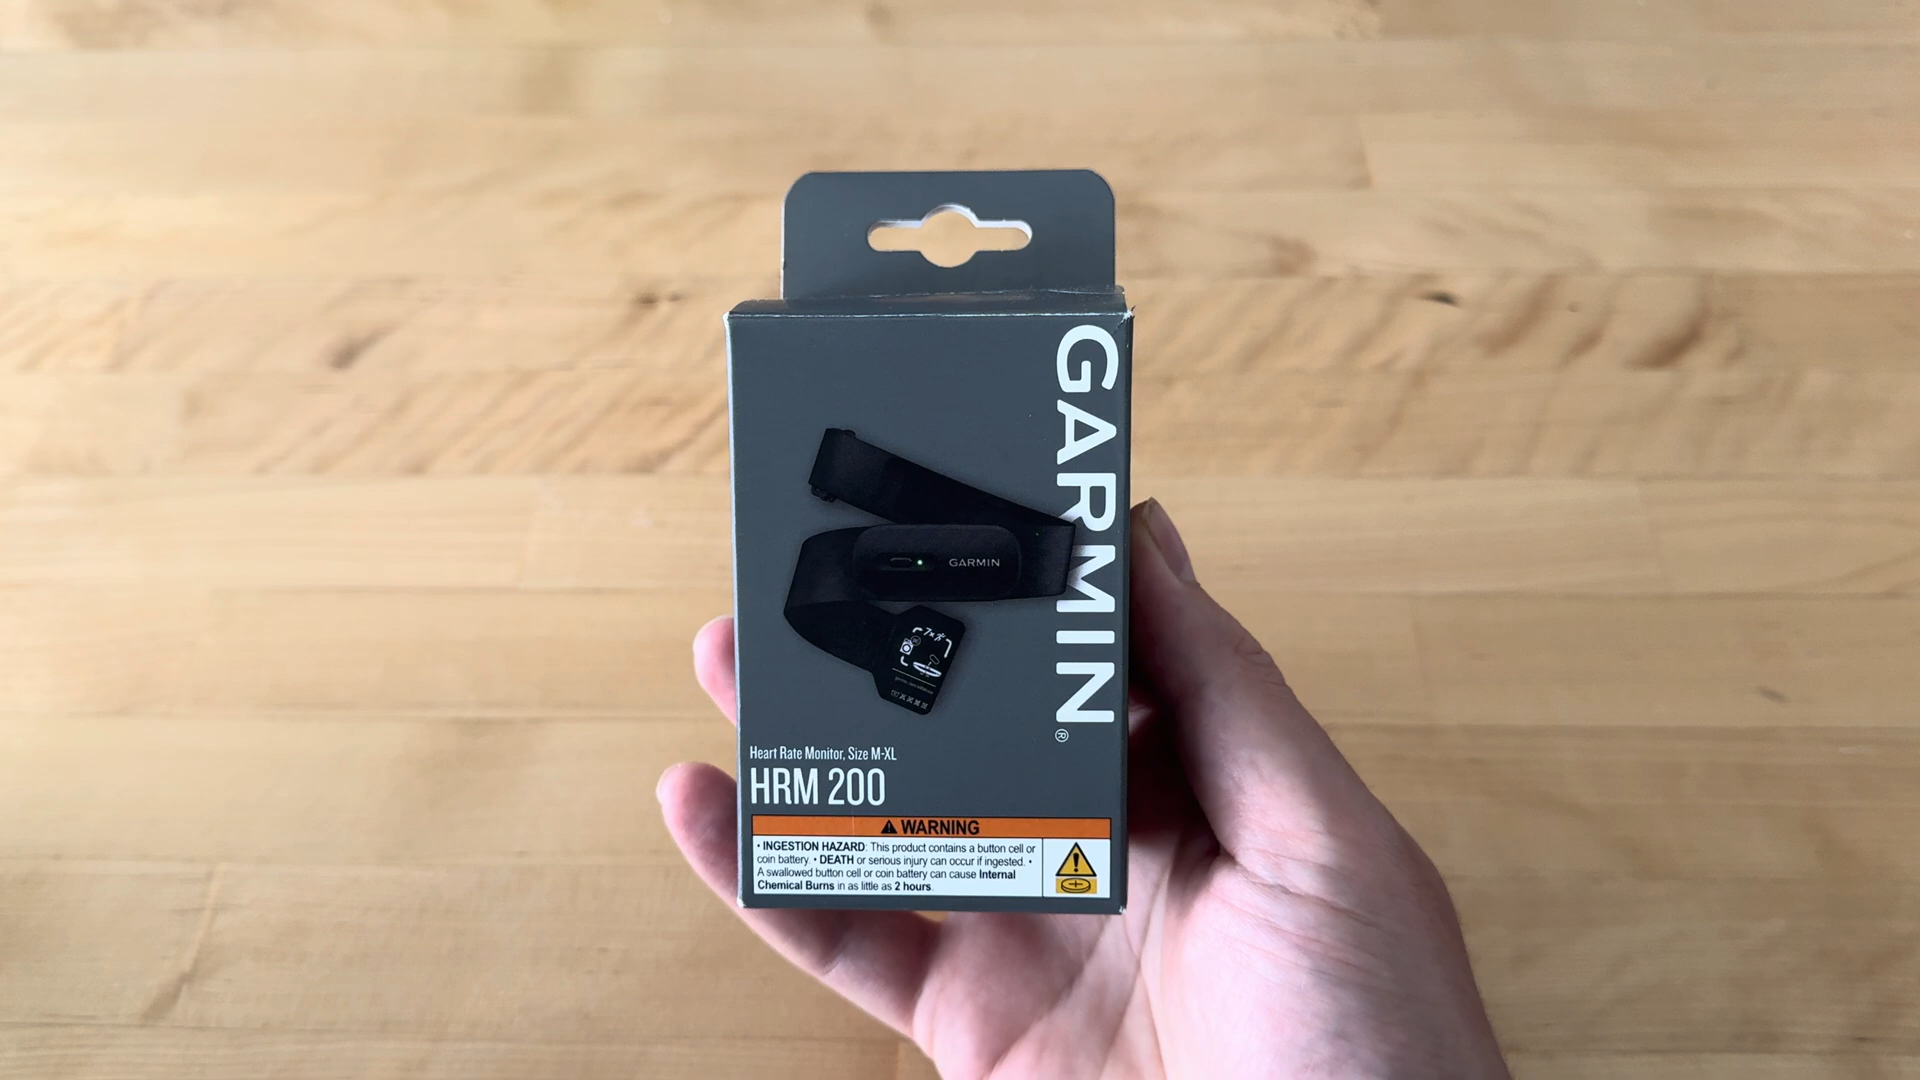 GARMIN®
GARMIN
7x
Heart Rate Monitor, Size M-XL
HRM 200
WARNING
• INGESTION HAZARD: This product contains a button cell or
coin battery. • DEATH or serious injury can occur if ingested. •
A swallowed button cell or coin battery can cause Internal
Chemical Burns in as little as 2 hours.